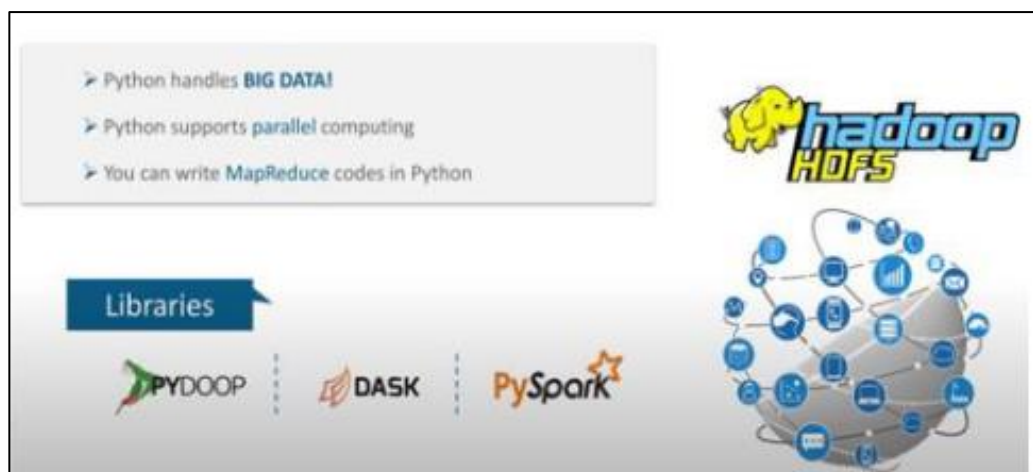 ➢ Python handles BIG DATA!
➢ Python supports parallel computing
➢ You can write MapReduce codes in Python
hadoop
HDFS
Libraries
PYDOOP
DASK
PySpark